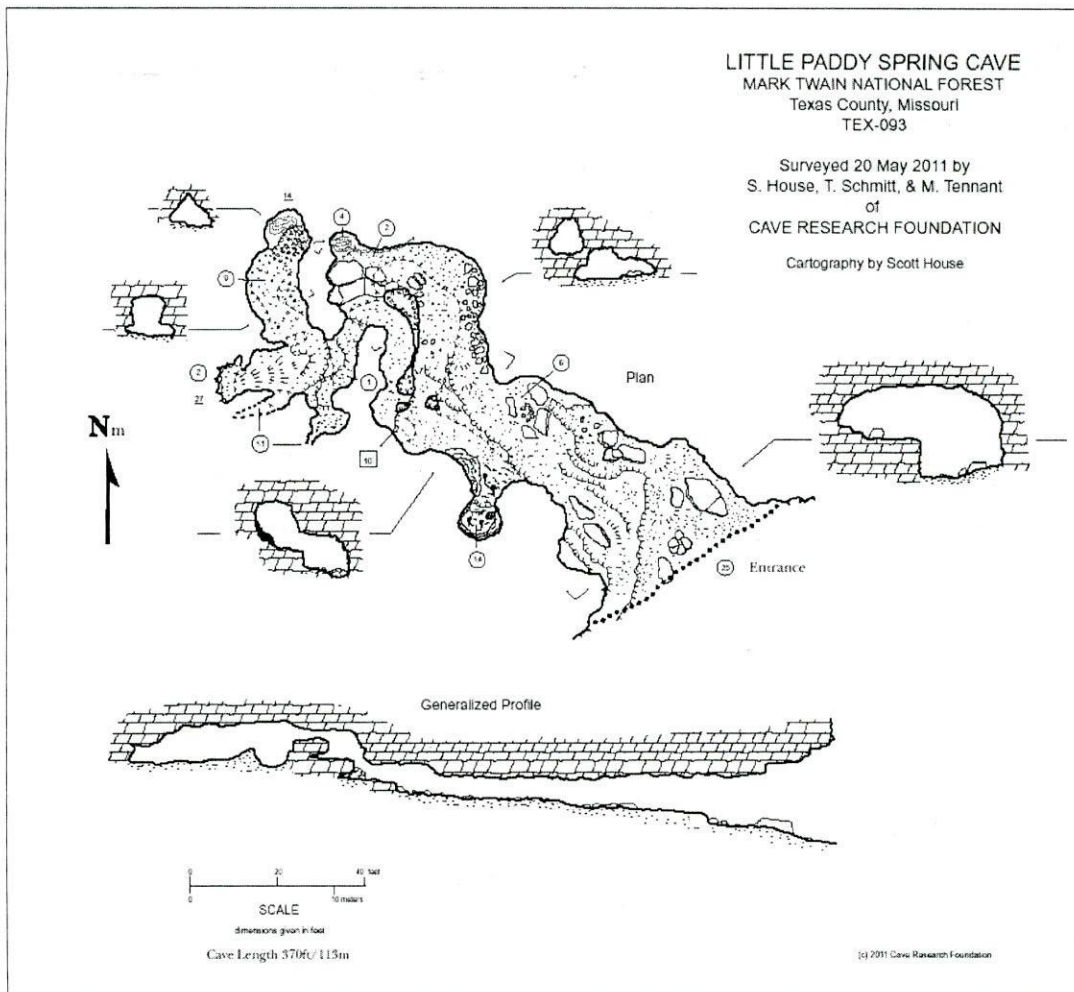 LITTLE PADDY SPRING CAVE
MARK TWAIN NATIONAL FOREST
Texas County, Missouri
TEX-093
Surveyed 20 May 2011 by
S. House, T. Schmitt, & M. Tennant
of
CAVE RESEARCH FOUNDATION
Cartography by Scott House
14
4
2
9
2
27
11
1
10
14
6
Plan
Nm
25 Entrance
Generalized Profile
0 20 40 feet
0 10 meters
SCALE
dimensions given in feet
Cave Length 370ft/113m
(c) 2011 Cave Research Foundation